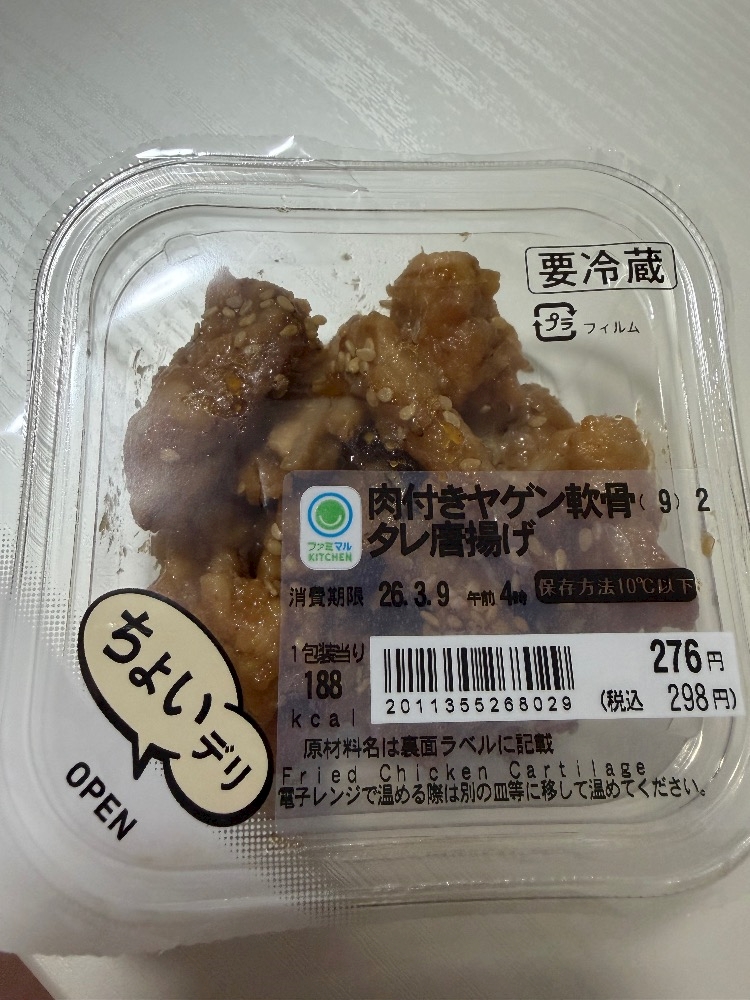 要冷蔵
プラ フィルム
ファミマル
KITCHEN
肉付きヤゲン軟骨(9)2
タレ唐揚げ
消費期限 26.3.9 午前4時 保存方法10℃以下
1包装当り
188
kcal
276円
(税込 298円)
2011355268029
原材料名は裏面ラベルに記載
Fried Chicken Cartilage
電子レンジで温める際は別の皿等に移して温めてください。
ちょい
デリ
OPEN